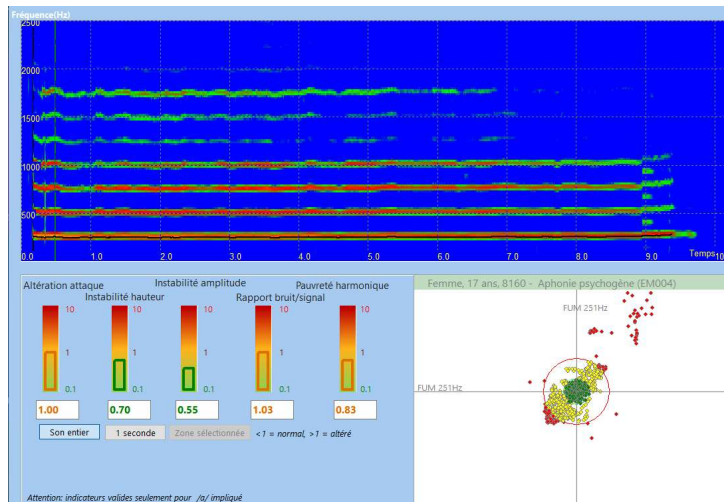 Fréquence(Hz)
2500
2000
1500
1000
500
0.0 1.0 2.0 3.0 4.0 5.0 6.0 7.0 8.0 9.0 Temps 10.0
Altération attaque Instabilité amplitude Pauvreté harmonique
Instabilité hauteur Rapport bruit/signal
10 10 10 10 10
1 1 1 1 1
0.1 0.1 0.1 0.1 0.1
1.00 0.70 0.55 1.03 0.83
Son entier 1 seconde Zone sélectionnée <1 = normal, >1 = altéré
Attention: indicateurs valides seulement pour /a/ impliqué
Femme, 17 ans, 8160 - Aphonie psychogène (EM004)
FUM 251Hz
FUM 251Hz